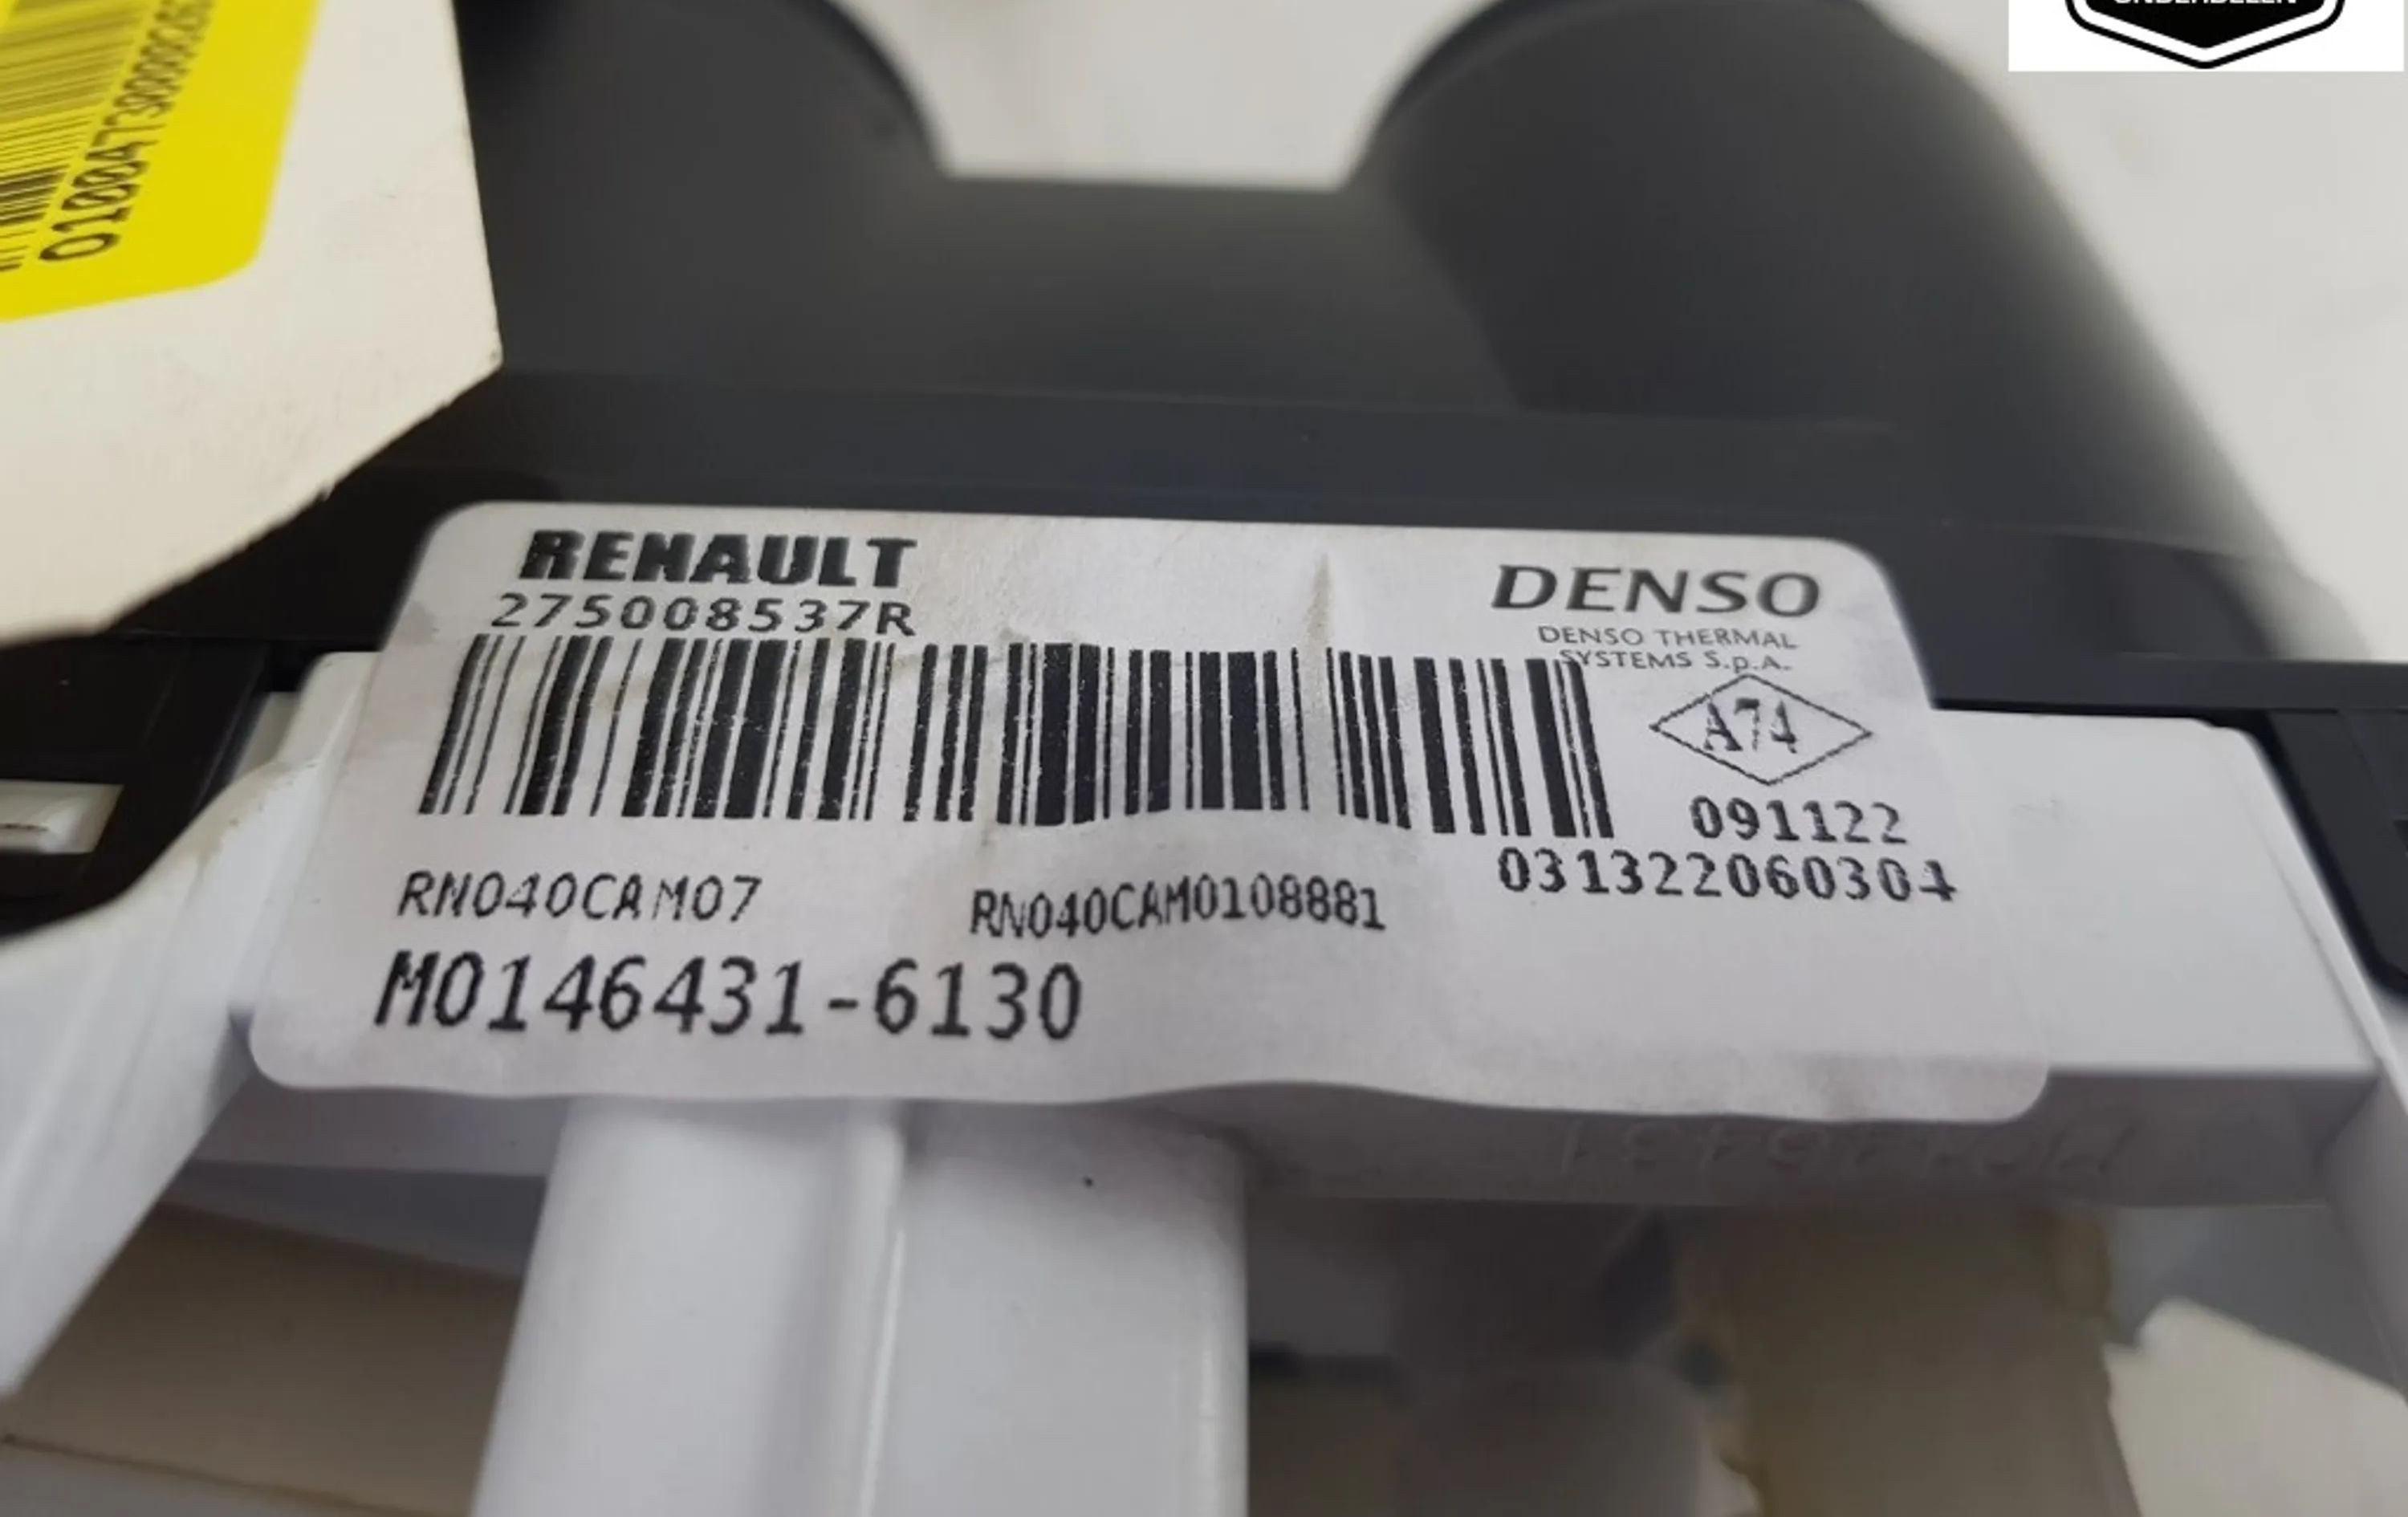 RENAULT
275008537R
DENSO
DENSO THERMAL
SYSTEMS S.p.A.
A74
091122
031322060304
RN040CAM07
RN040CAM0108881
M0146431-6130